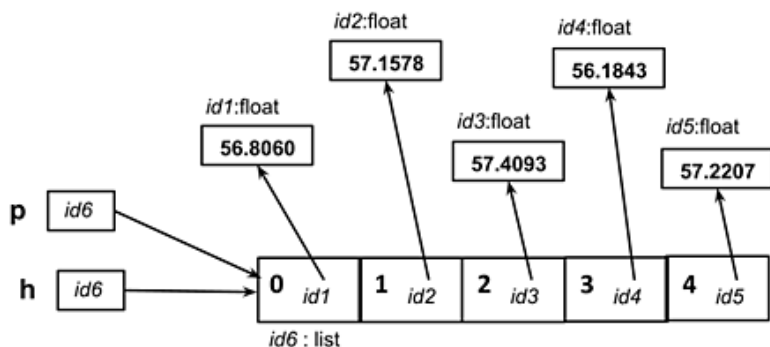 id2:float
57.1578
id4:float
56.1843
id1:float
56.8060
id3:float
57.4093
id5:float
57.2207
p id6
h id6
0 id1 1 id2 2 id3 3 id4 4 id5
id6 : list